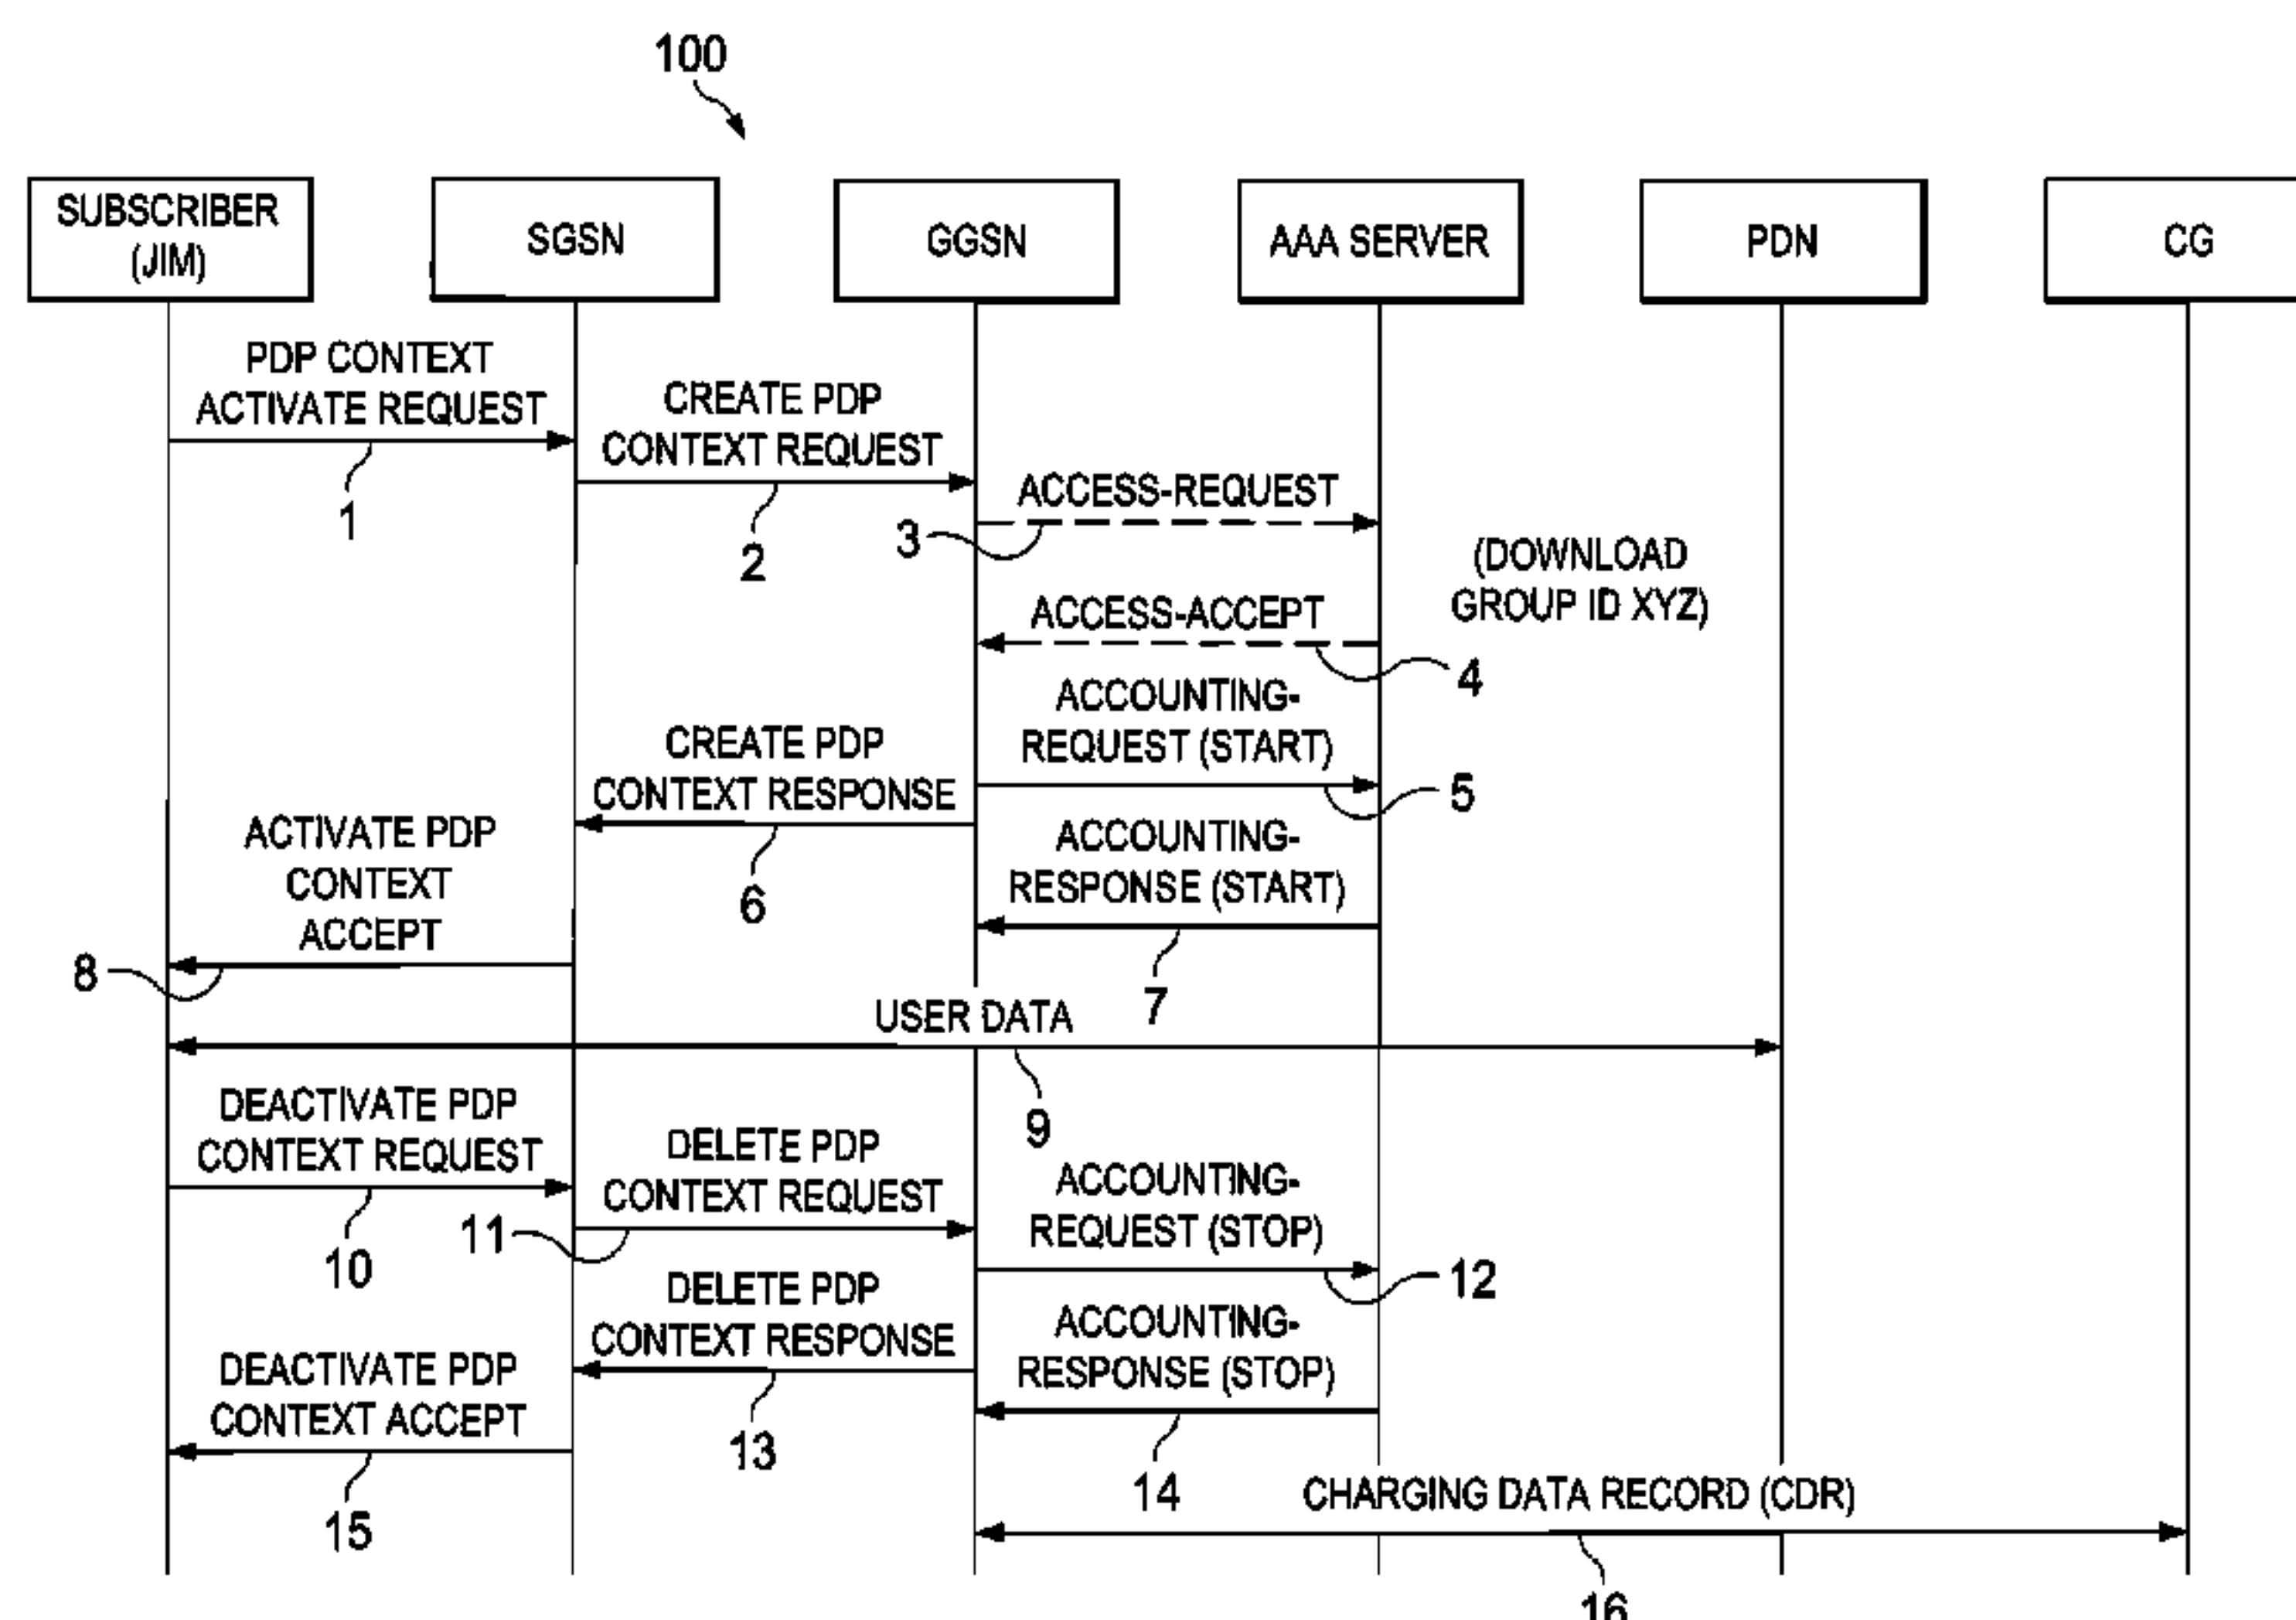 100
SUBSCRIBER
(JIM)
SGSN
GGSN
AAA SERVER
PDN
CG
PDP CONTEXT
ACTIVATE REQUEST
1
CREATE PDP
CONTEXT REQUEST
2
ACCESS-REQUEST
3
(DOWNLOAD
GROUP ID XYZ)
ACCESS-ACCEPT
4
ACCOUNTING-
REQUEST (START)
5
CREATE PDP
CONTEXT RESPONSE
6
ACCOUNTING-
RESPONSE (START)
7
ACTIVATE PDP
CONTEXT
ACCEPT
8
USER DATA
9
DEACTIVATE PDP
CONTEXT REQUEST
10
DELETE PDP
CONTEXT REQUEST
11
ACCOUNTING-
REQUEST (STOP)
12
DELETE PDP
CONTEXT RESPONSE
13
ACCOUNTING-
RESPONSE (STOP)
14
DEACTIVATE PDP
CONTEXT ACCEPT
15
CHARGING DATA RECORD (CDR)
16